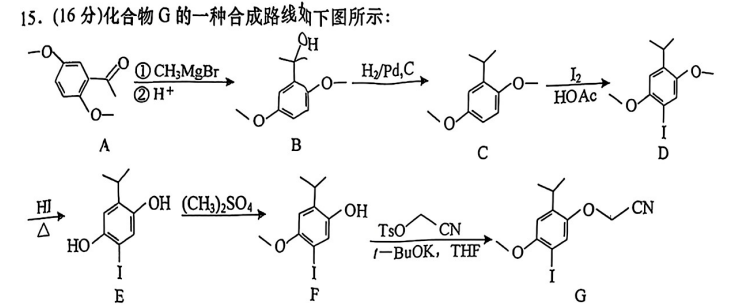 15. (16分)化合物G的一种合成路线如下图所示:
O
O
O
A
① CH₃MgBr
② H⁺
OH
O
O
B
H₂/Pd,C
O
O
C
I₂
HOAc
O
O
I
D
HI
△
OH
HO
I
E
(CH₃)₂SO₄
OH
O
I
F
TsO CN
t—BuOK, THF
O CN
O
I
G